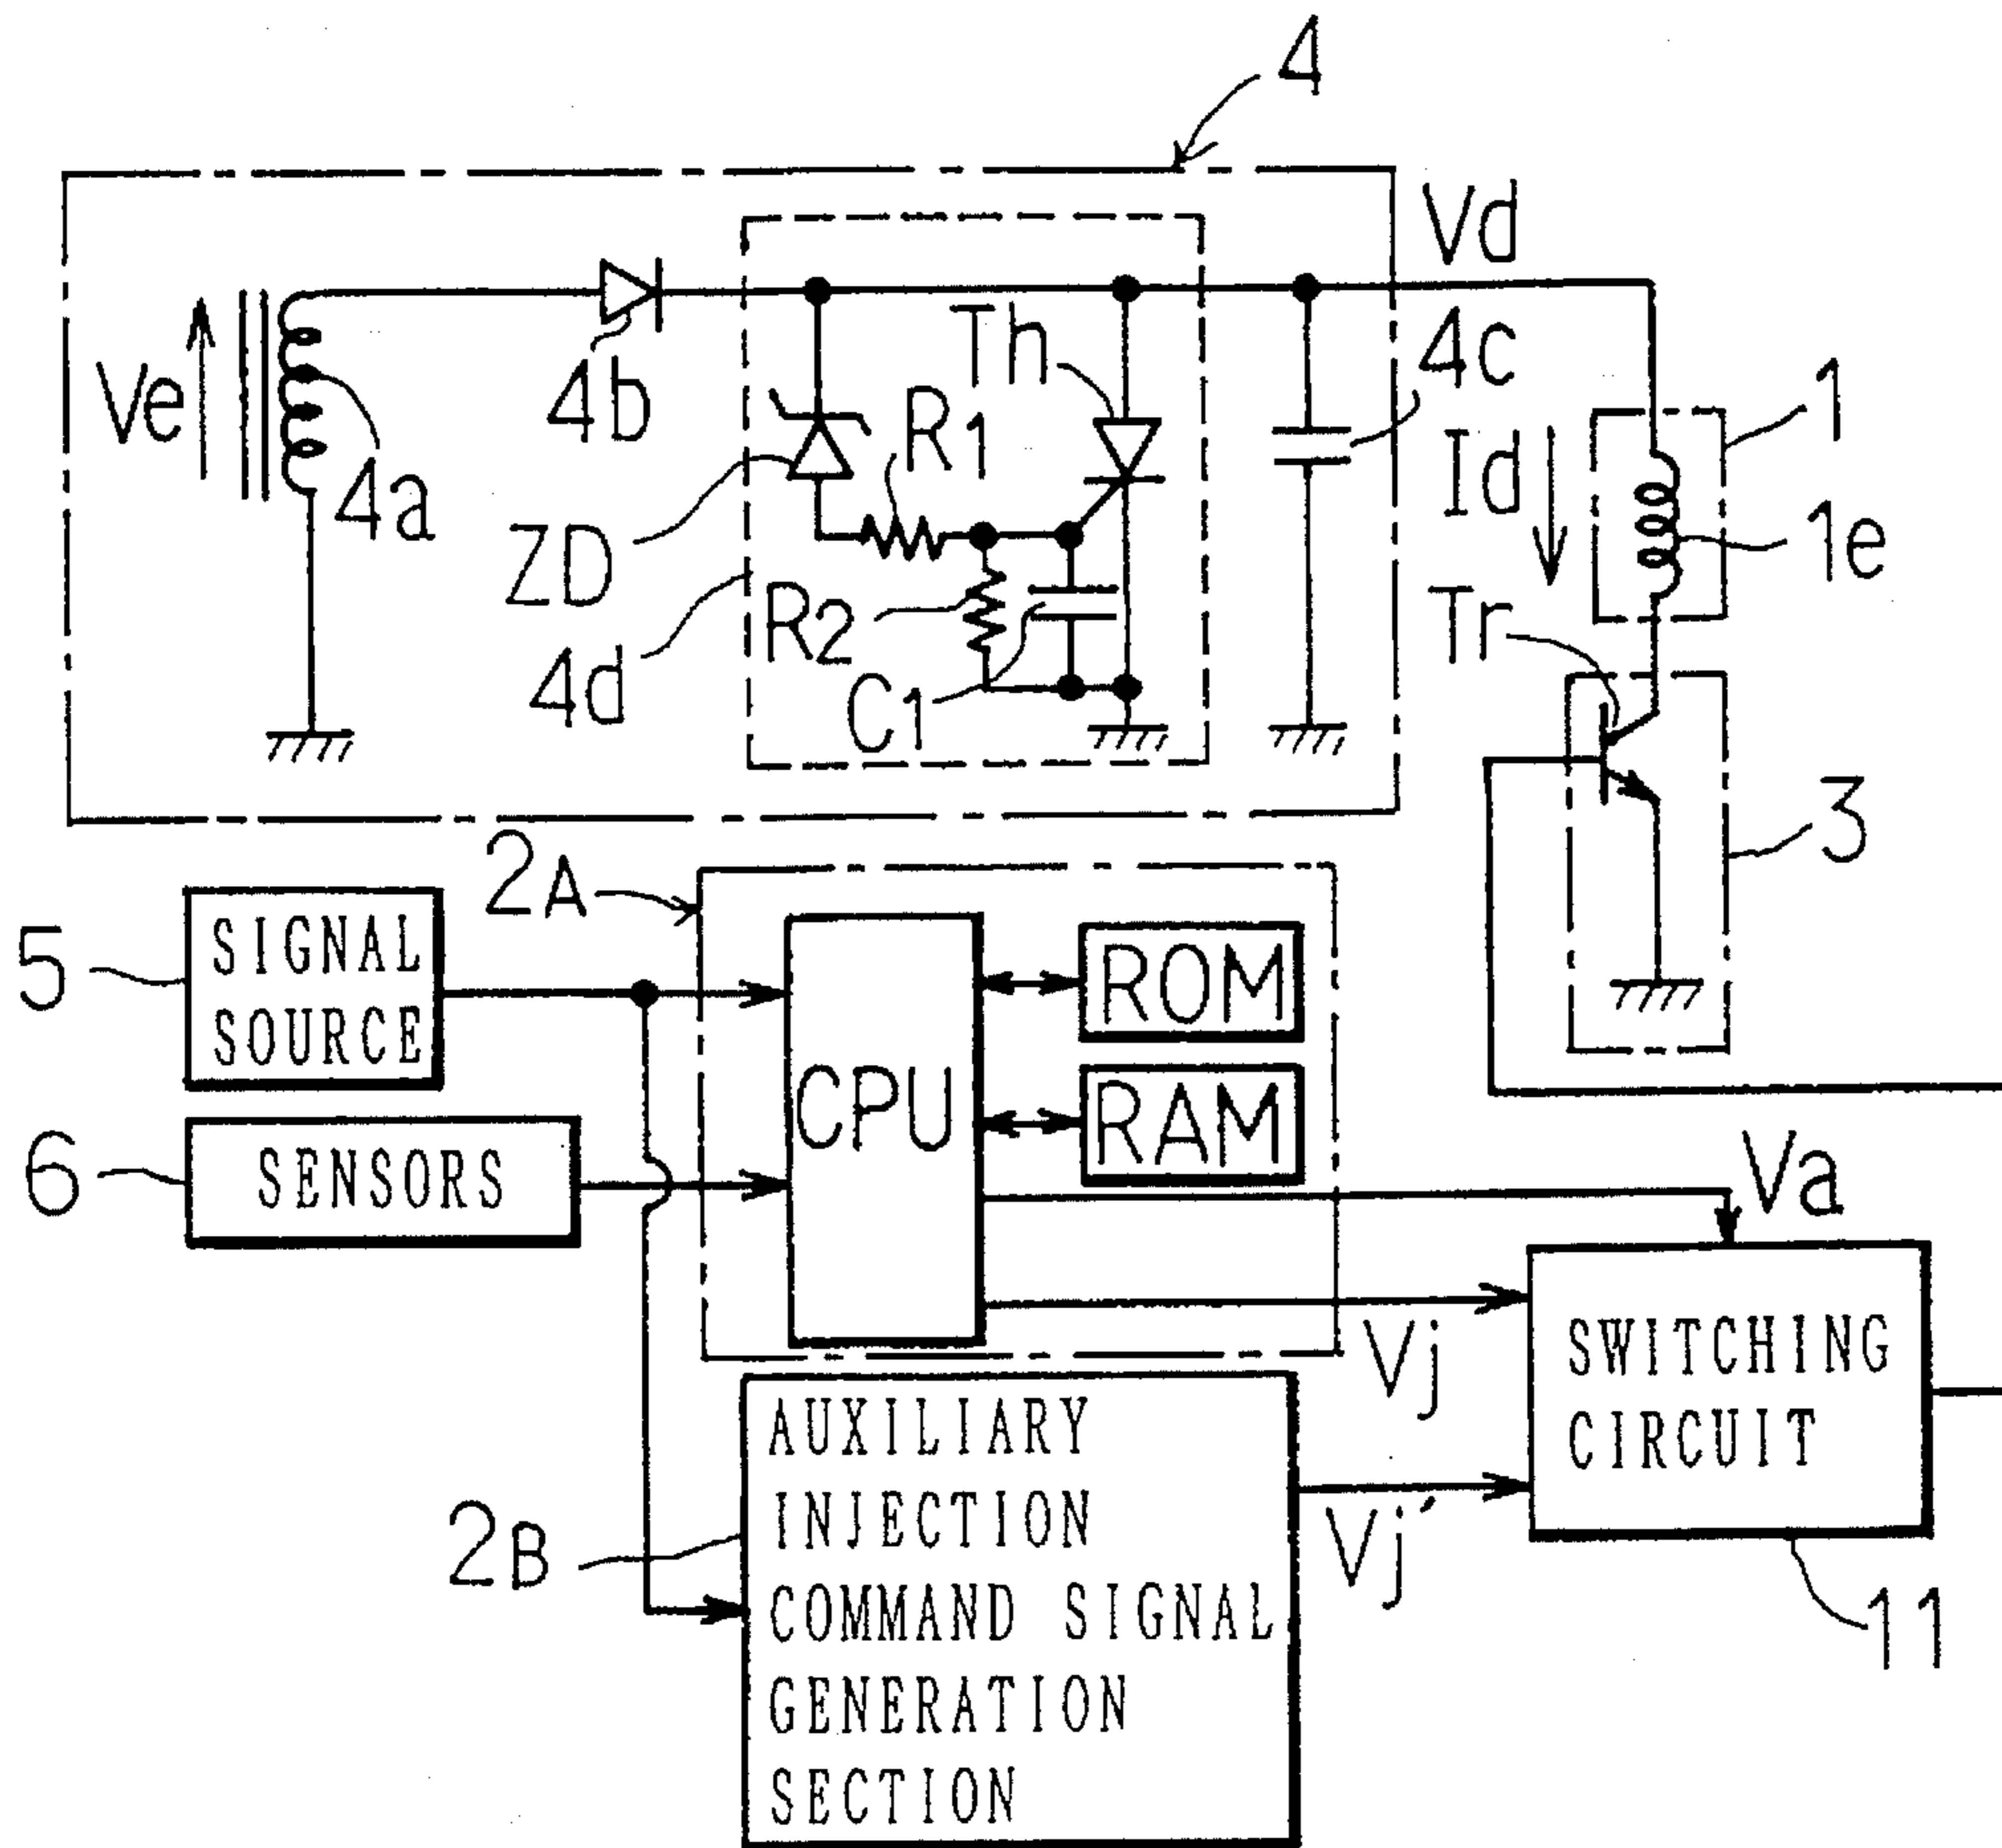 4
Vd
Ve
4b
Th
4c
1
R1
Id
4a
ZD
1e
R2
Tr
4d
C1
3
2A
5
SIGNAL
SOURCE
ROM
CPU
RAM
6
SENSORS
Va
Vj
SWITCHING
CIRCUIT
AUXILIARY
INJECTION
COMMAND SIGNAL
GENERATION
SECTION
2B
Vj'
11